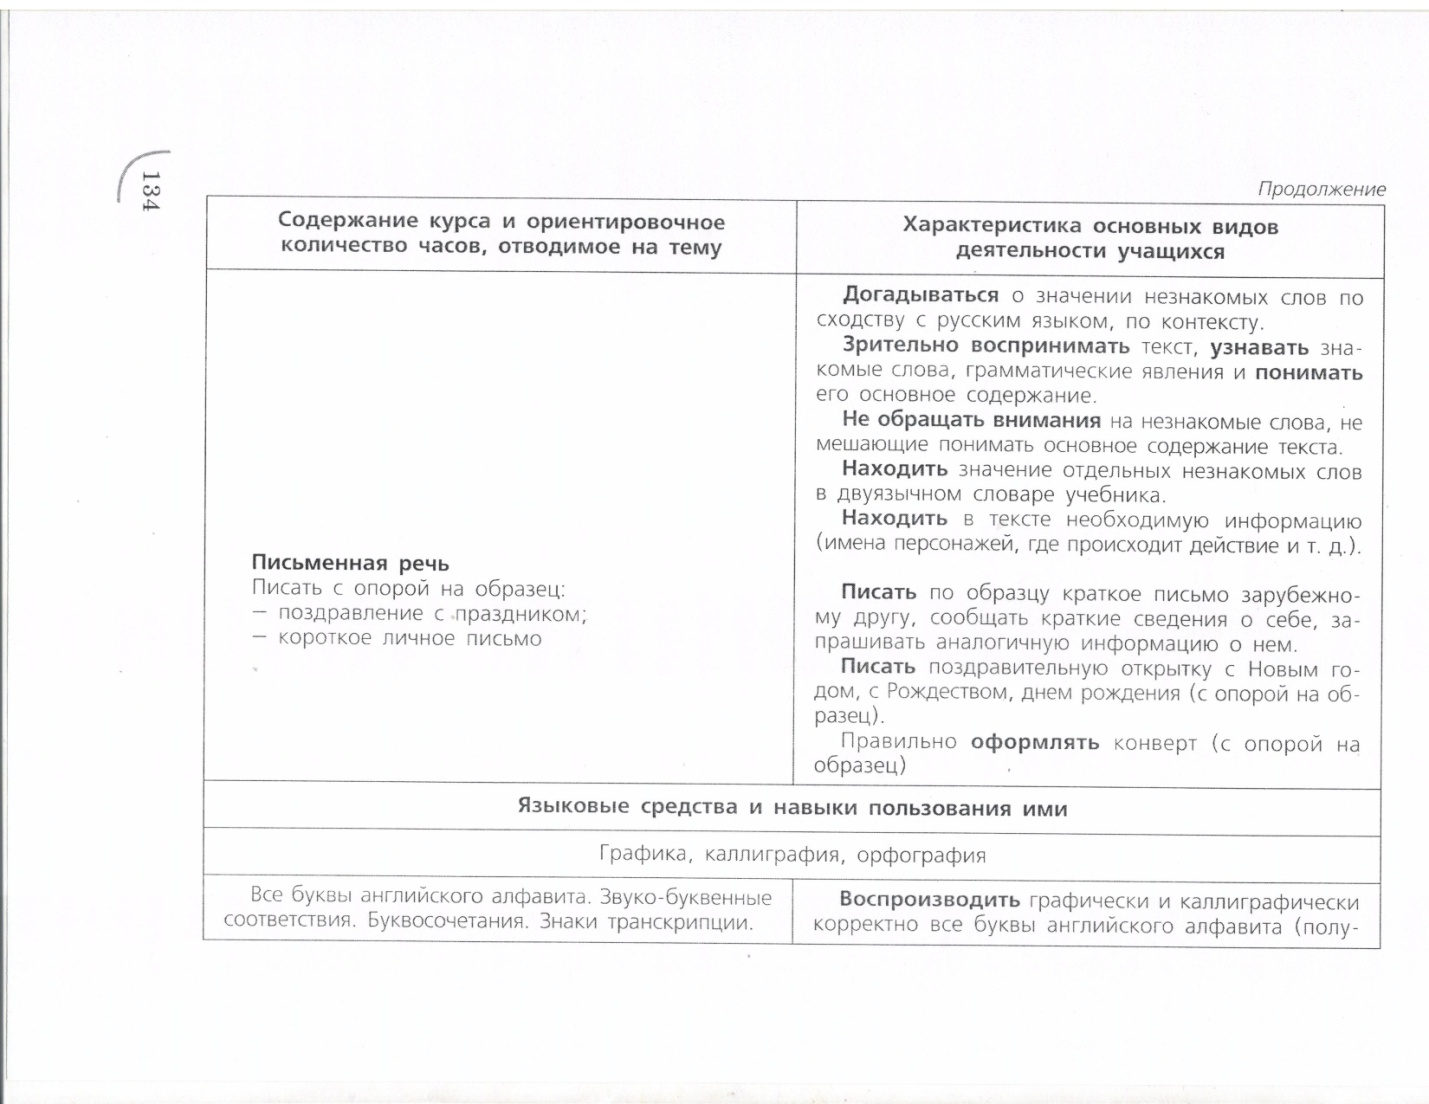 134
Продолжение
Содержание курса и ориентировочное
количество часов, отводимое на тему
Характеристика основных видов
деятельности учащихся
Догадываться о значении незнакомых слов по
сходству с русским языком, по контексту.
Зрительно воспринимать текст, узнавать зна-
комые слова, грамматические явления и понимать
его основное содержание.
Не обращать внимания на незнакомые слова, не
мешающие понимать основное содержание текста.
Находить значение отдельных незнакомых слов
в двуязычном словаре учебника.
Находить в тексте необходимую информацию
(имена персонажей, где происходит действие и т. д.).
Письменная речь
Писать с опорой на образец:
— поздравление с праздником;
— короткое личное письмо
Писать по образцу краткое письмо зарубежно-
му другу, сообщать краткие сведения о себе, за-
прашивать аналогичную информацию о нем.
Писать поздравительную открытку с Новым го-
дом, с Рождеством, днем рождения (с опорой на об-
разец).
Правильно оформлять конверт (с опорой на
образец)
Языковые средства и навыки пользования ими
Графика, каллиграфия, орфография
Все буквы английского алфавита. Звуко-буквенные
соответствия. Буквосочетания. Знаки транскрипции.
Воспроизводить графически и каллиграфически
корректно все буквы английского алфавита (полу-